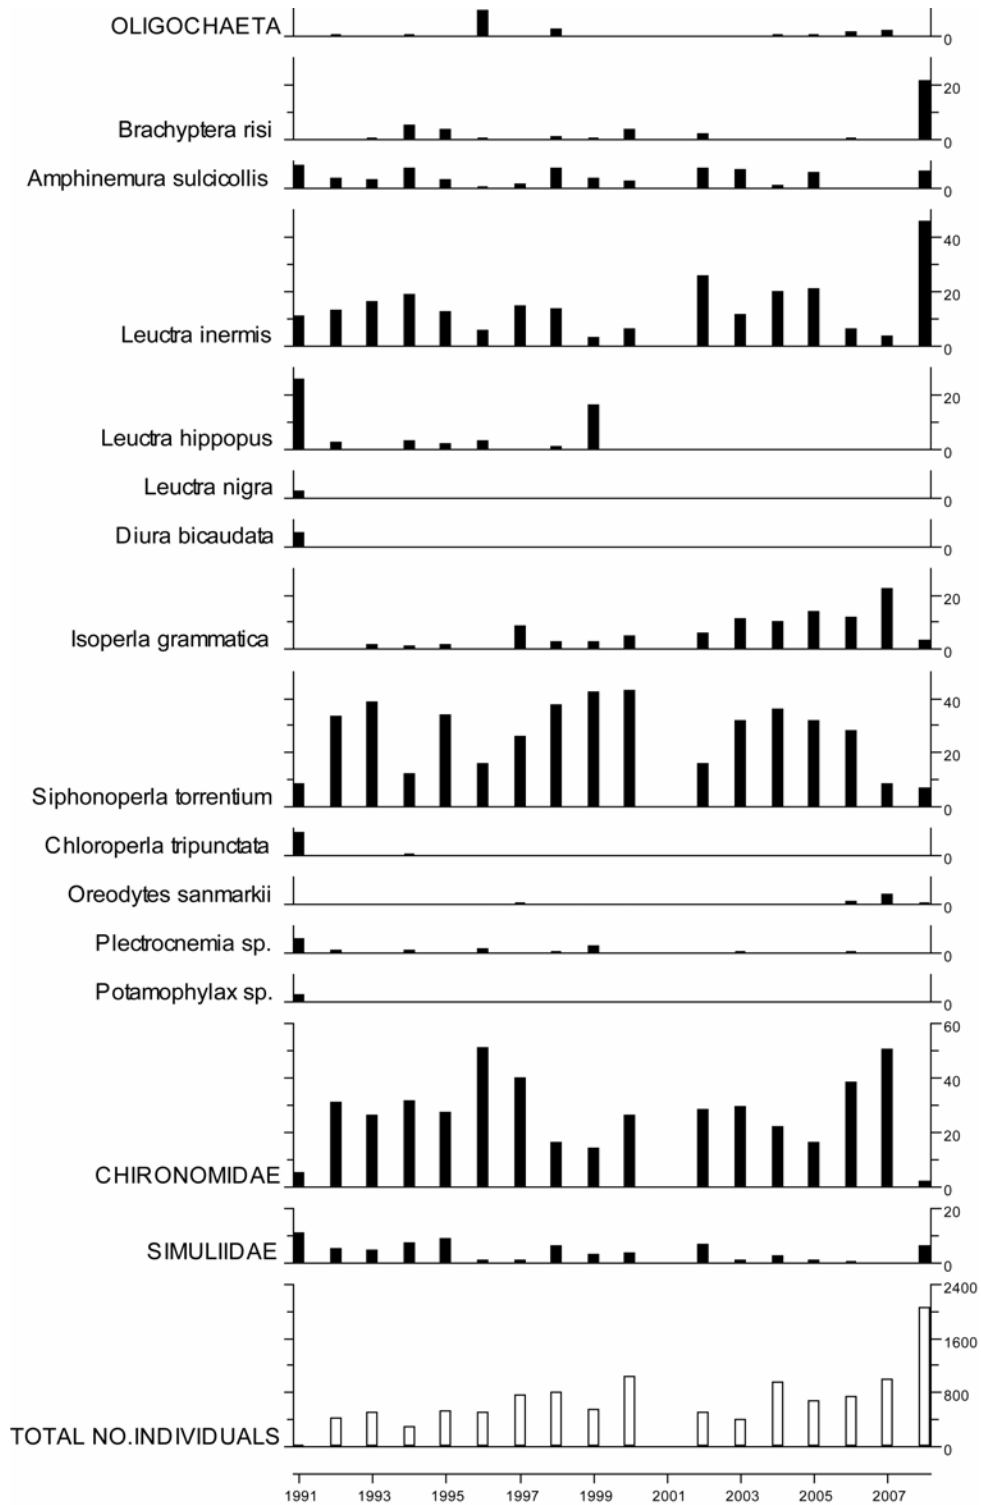 OLIGOCHAETA
0
20
Brachyptera risi
0
Amphinemura sulcicollis
0
40
20
Leuctra inermis
0
20
Leuctra hippopus
0
Leuctra nigra
0
Diura bicaudata
0
20
Isoperla grammatica
0
40
20
Siphonoperla torrentium
0
Chloroperla tripunctata
0
Oreodytes sanmarkii
0
Plectrocnemia sp.
0
Potamophylax sp.
0
60
40
20
CHIRONOMIDAE
0
20
SIMULIIDAE
0
2400
1600
800
TOTAL NO.INDIVIDUALS
0
1991 1993 1995 1997 1999 2001 2003 2005 2007